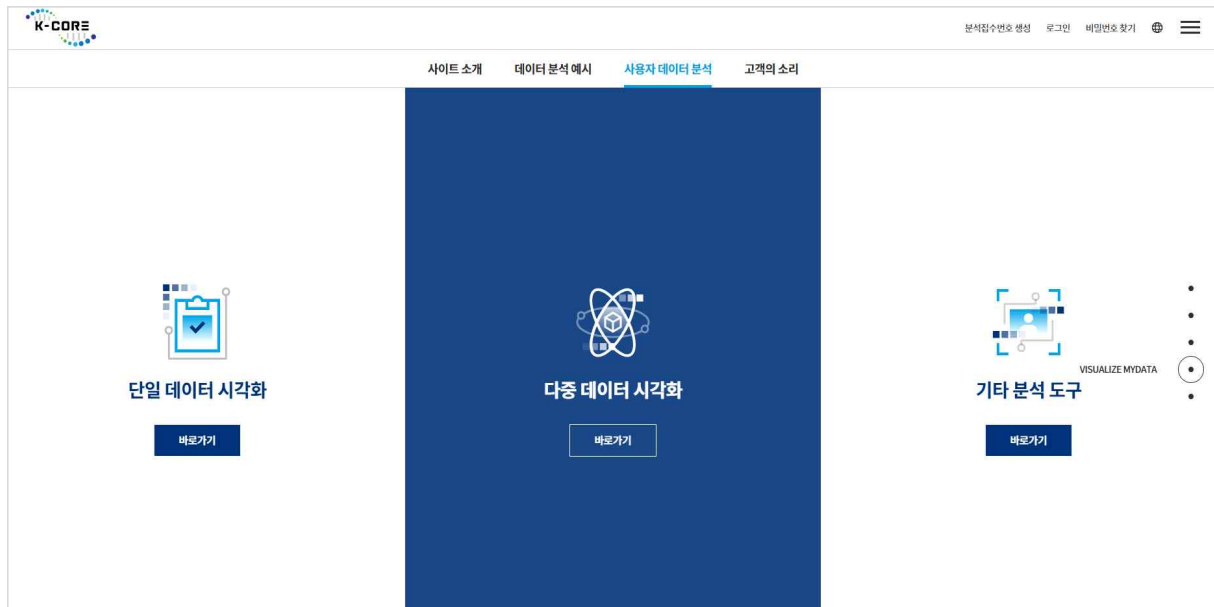 K-CORE
분석접수번호 생성 로그인 비밀번호 찾기
사이트 소개 데이터 분석 예시 사용자 데이터 분석 고객의 소리
단일 데이터 시각화
바로가기
다중 데이터 시각화
바로가기
VISUALIZE MYDATA
기타 분석 도구
바로가기